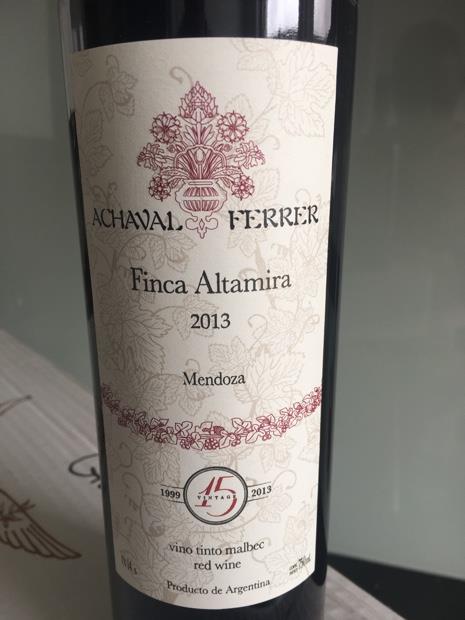 ACHAVAL FERRER
Finca Altamira
2013
Mendoza
1999 15 2013
VINTAGE
vino tinto malbec
red wine
Producto de Argentina